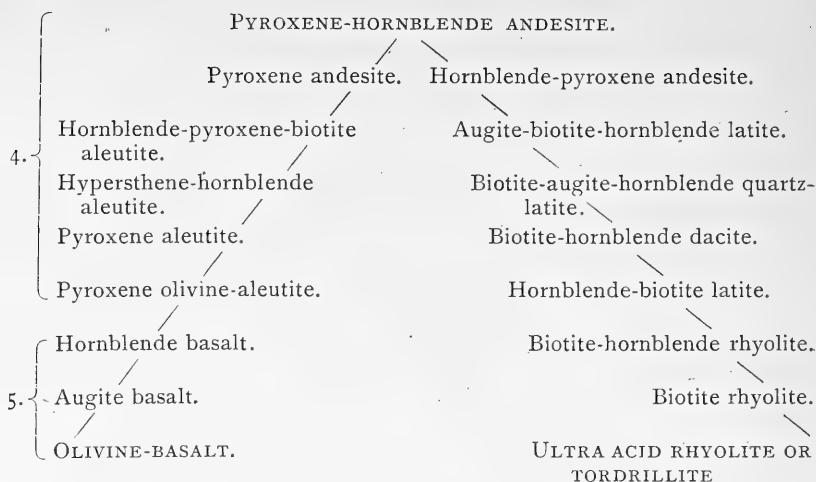 PYROXENE-HORNBLENDE ANDESITE.
Pyroxene andesite. Hornblende-pyroxene andesite.
4.
Hornblende-pyroxene-biotite
aleutite.
Augite-biotite-hornblende latite.
Hypersthene-hornblende
aleutite.
Biotite-augite-hornblende quartz-
latite.
Pyroxene aleutite. Biotite-hornblende dacite.
Pyroxene olivine-aleutite. Hornblende-biotite latite.
5.
Hornblende basalt. Biotite-hornblende rhyolite.
Augite basalt. Biotite rhyolite.
OLIVINE-BASALT. ULTRA ACID RHYOLITE OR
TORDRILLITE